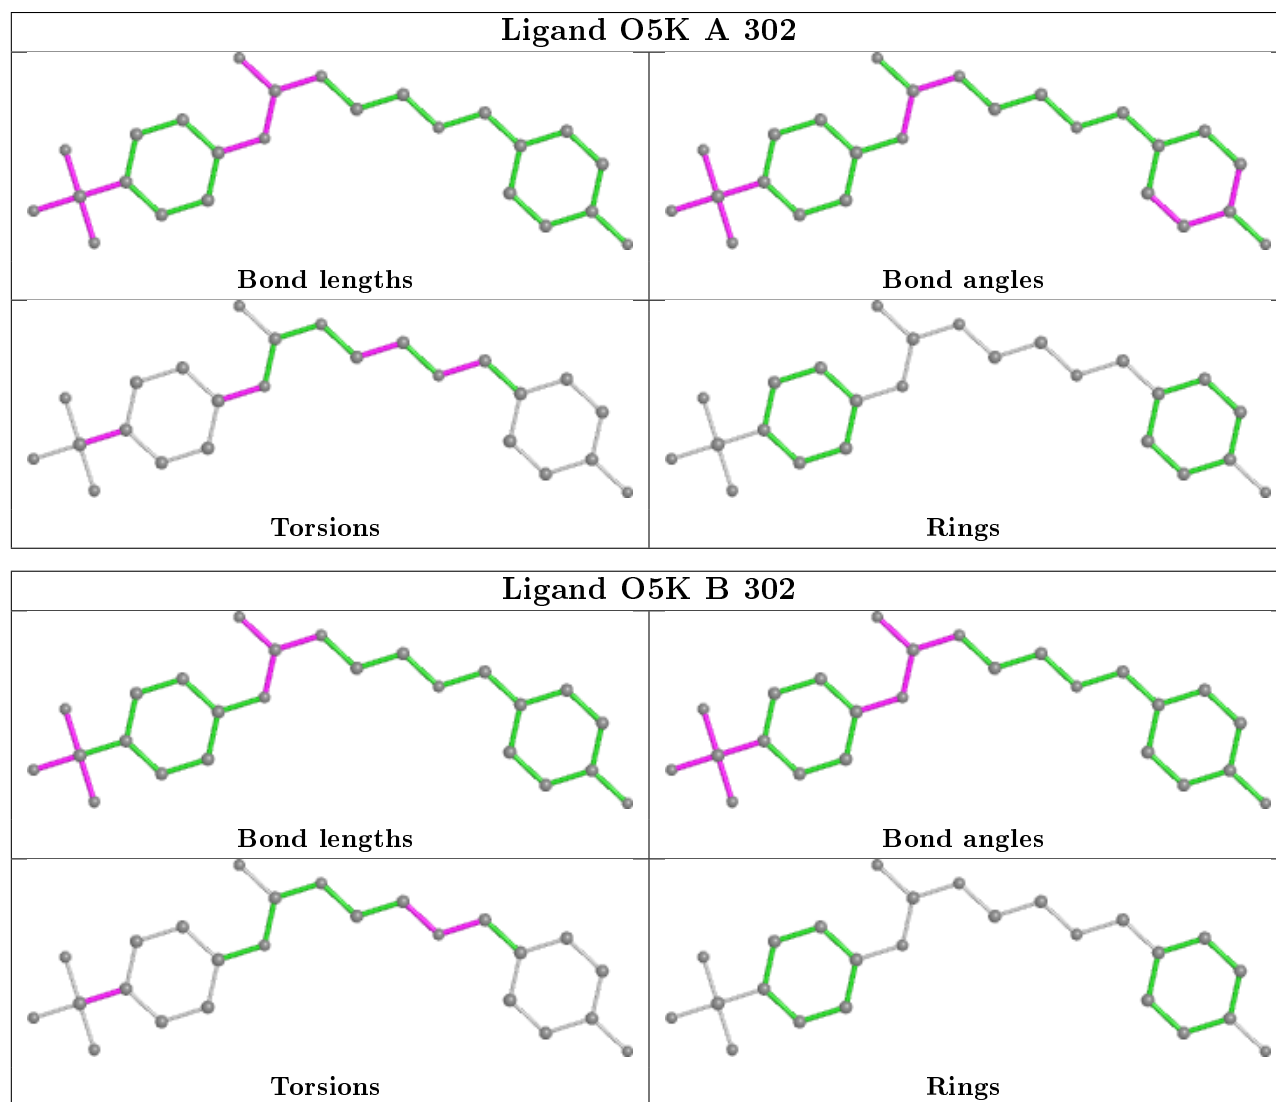 Ligand O5K A 302
Bond lengths
Bond angles
Torsions
Rings
Ligand O5K B 302
Bond lengths
Bond angles
Torsions
Rings